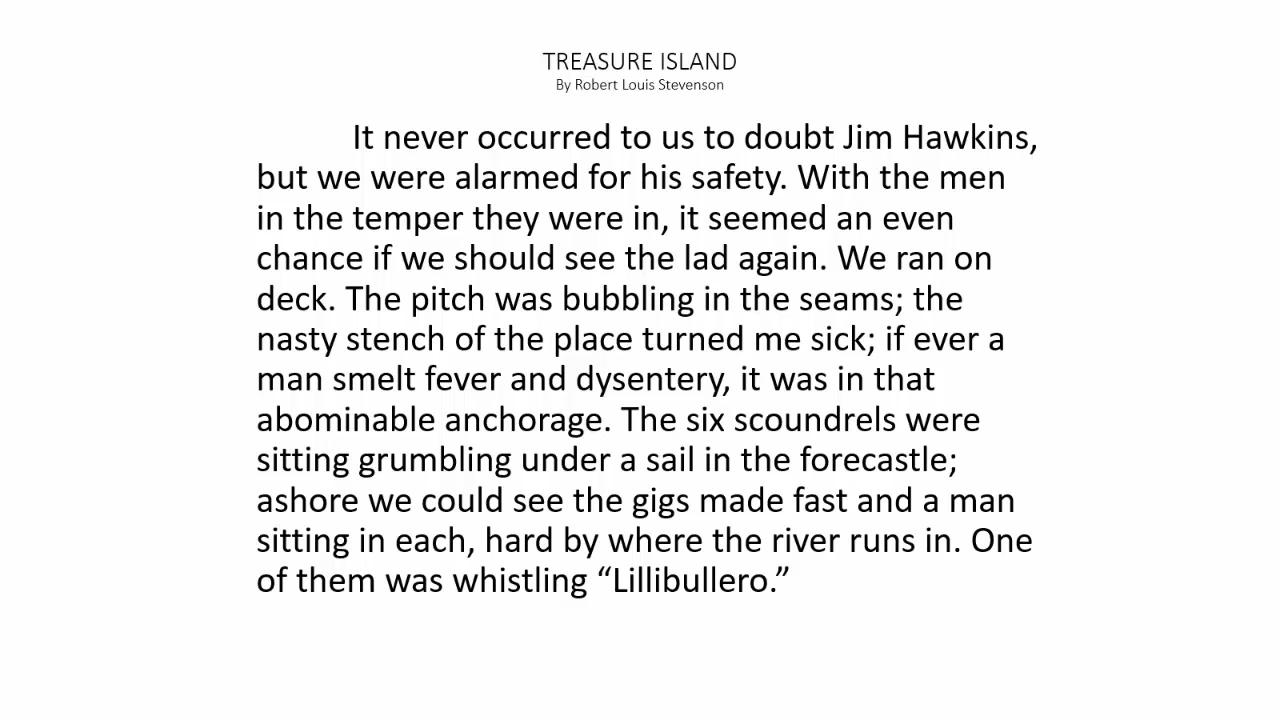 TREASURE ISLAND
By Robert Louis Stevenson
It never occurred to us to doubt Jim Hawkins,
but we were alarmed for his safety. With the men
in the temper they were in, it seemed an even
chance if we should see the lad again. We ran on
deck. The pitch was bubbling in the seams; the
nasty stench of the place turned me sick; if ever a
man smelt fever and dysentery, it was in that
abominable anchorage. The six scoundrels were
sitting grumbling under a sail in the forecastle;
ashore we could see the gigs made fast and a man
sitting in each, hard by where the river runs in. One
of them was whistling “Lillibullero.”